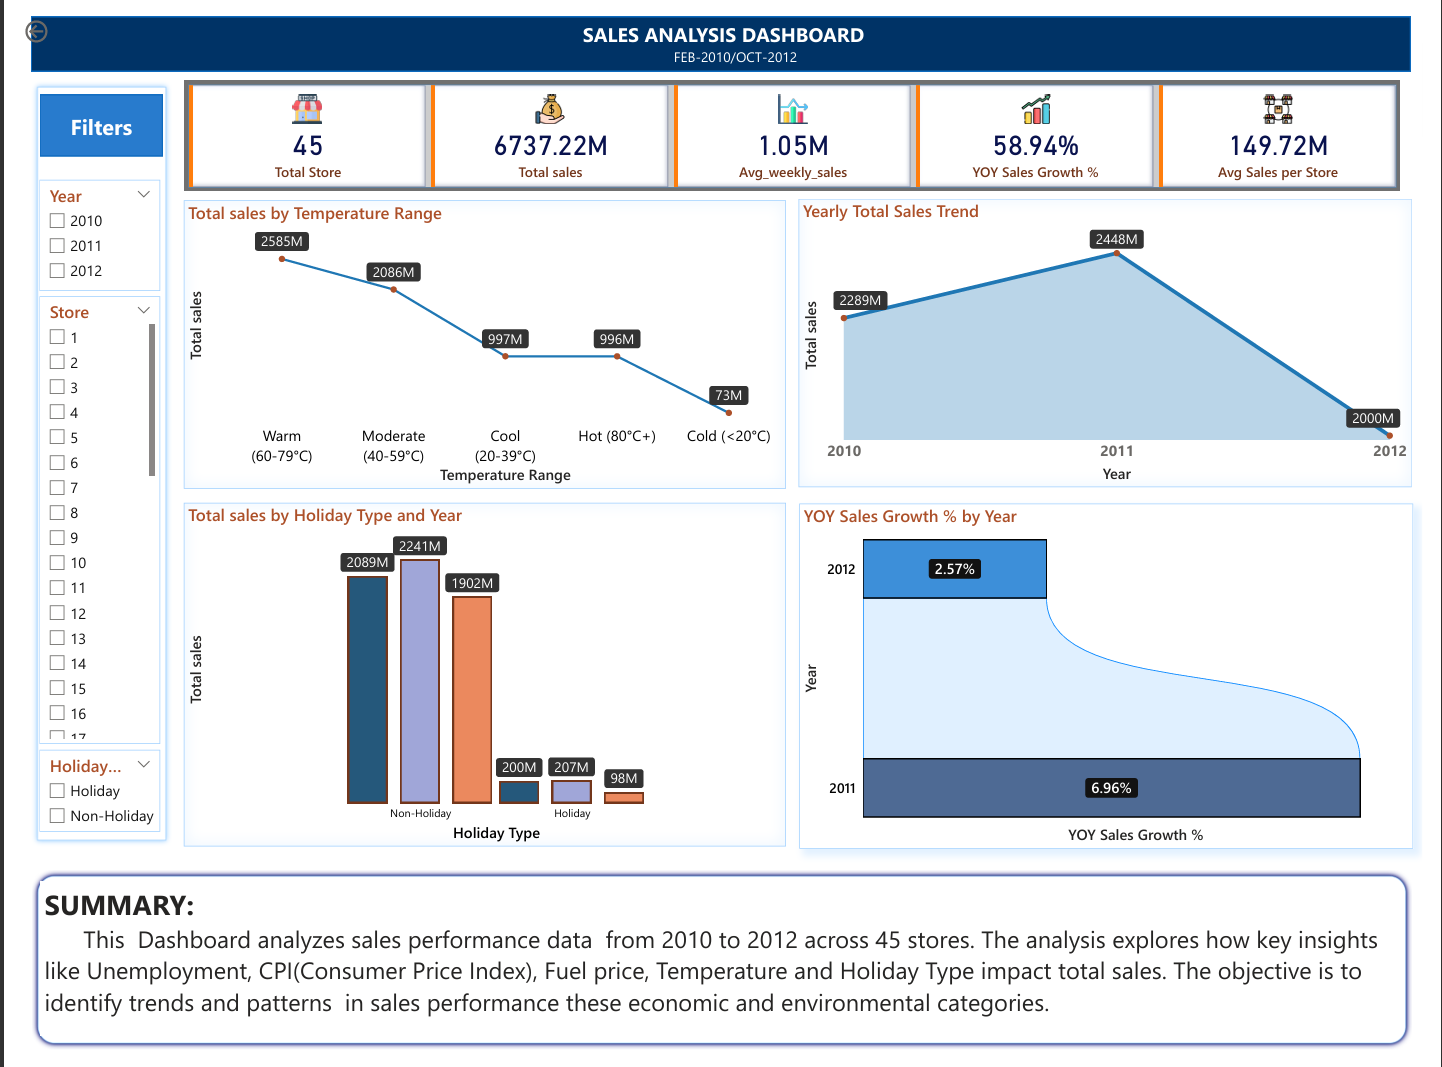 SALES ANALYSIS DASHBOARD
FEB-2010/OCT-2012
Filters
Year
2010
2011
2012
Store
1
2
3
4
5
6
7
8
9
10
11
12
13
14
15
16
17
Holiday...
Holiday
Non-Holiday
45
Total Store
6737.22M
Total sales
1.05M
Avg_weekly_sales
58.94%
YOY Sales Growth %
149.72M
Avg Sales per Store
Total sales by Temperature Range
Total sales
2585M
2086M
997M
996M
73M
Warm (60-79°C)
Moderate (40-59°C)
Cool (20-39°C)
Hot (80°C+)
Cold (<20°C)
Temperature Range
Yearly Total Sales Trend
Total sales
2289M
2448M
2000M
2010
2011
2012
Year
Total sales by Holiday Type and Year
Total sales
2089M
2241M
1902M
200M
207M
98M
Non-Holiday
Holiday
Holiday Type
YOY Sales Growth % by Year
Year
2012
2.57%
2011
6.96%
YOY Sales Growth %
SUMMARY:
This  Dashboard analyzes sales performance data  from 2010 to 2012 across 45 stores. The analysis explores how key insights
like Unemployment, CPI(Consumer Price Index), Fuel price, Temperature and Holiday Type impact total sales. The objective is to
identify trends and patterns  in sales performance these economic and environmental categories.